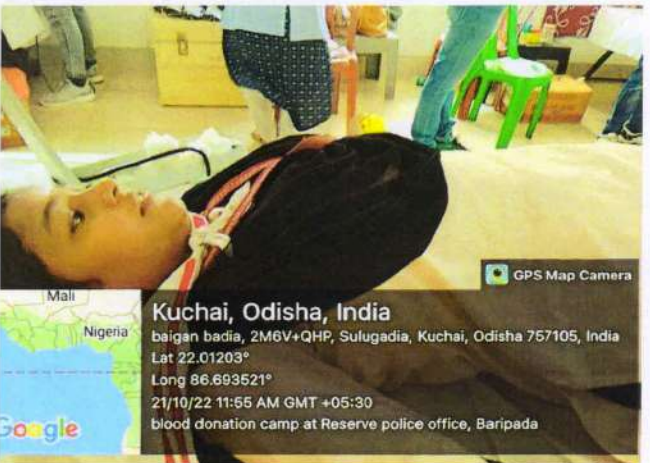 GPS Map Camera
Mali
Nigeria
Google
Kuchai, Odisha, India
baigan badia, 2M6V+QHP, Sulugadia, Kuchai, Odisha 757105, India
Lat 22.01203°
Long 86.693521°
21/10/22 11:55 AM GMT +05:30
blood donation camp at Reserve police office, Baripada